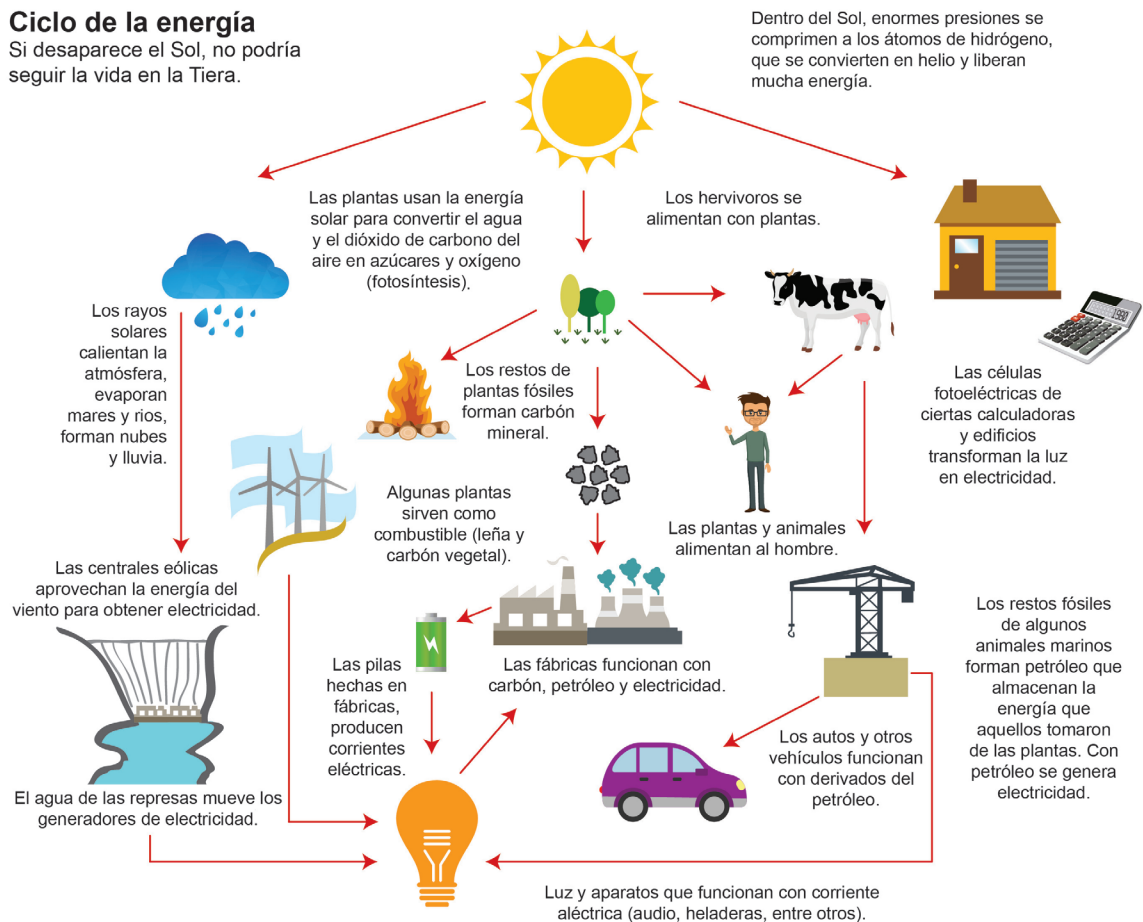 Ciclo de la energía
Si desaparece el Sol, no podría
seguir la vida en la Tiera.
Dentro del Sol, enormes presiones se
comprimen a los átomos de hidrógeno,
que se convierten en helio y liberan
mucha energía.
Las plantas usan la energía
solar para convertir el agua
y el dióxido de carbono del
aire en azúcares y oxígeno
(fotosíntesis).
Los hervivoros se
alimentan con plantas.
Los rayos
solares
calientan la
atmósfera,
evaporan
mares y rios,
forman nubes
y lluvia.
Los restos de
plantas fósiles
forman carbón
mineral.
Las células
fotoeléctricas de
ciertas calculadoras
y edificios
transforman la luz
en electricidad.
Algunas plantas
sirven como
combustible (leña y
carbón vegetal).
Las plantas y animales
alimentan al hombre.
Las centrales eólicas
aprovechan la energía del
viento para obtener electricidad.
Las pilas
hechas en
fábricas,
producen
corrientes
eléctricas.
Las fábricas funcionan con
carbón, petróleo y electricidad.
Los restos fósiles
de algunos
animales marinos
forman petróleo que
almacenan la
energía que
aquellos tomaron
de las plantas. Con
petróleo se genera
electricidad.
Los autos y otros
vehículos funcionan
con derivados del
petróleo.
El agua de las represas mueve los
generadores de electricidad.
Luz y aparatos que funcionan con corriente
aléctrica (audio, heladeras, entre otros).